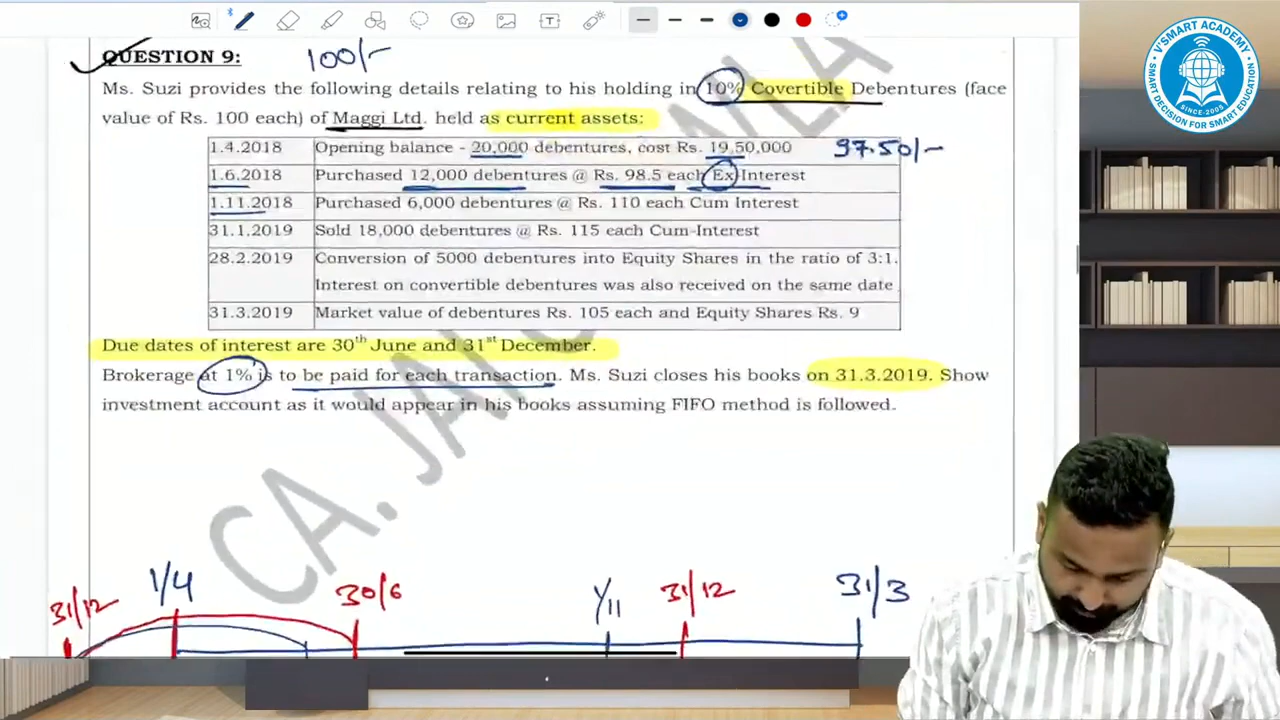 QUESTION 9:
100/-
Ms. Suzi provides the following details relating to his holding in 10% Covertible Debentures (face
value of Rs. 100 each) of Maggi Ltd. held as current assets:
1.4.2018 Opening balance - 20,000 debentures, cost Rs. 19,50,000 97.50/-
1.6.2018 Purchased 12,000 debentures @ Rs. 98.5 each Ex Interest
1.11.2018 Purchased 6,000 debentures @ Rs. 110 each Cum Interest
31.1.2019 Sold 18,000 debentures @ Rs. 115 each Cum-Interest
28.2.2019 Conversion of 5000 debentures into Equity Shares in the ratio of 3:1.
Interest on convertible debentures was also received on the same date
31.3.2019 Market value of debentures Rs. 105 each and Equity Shares Rs. 9
Due dates of interest are 30th June and 31st December.
Brokerage at 1% is to be paid for each transaction. Ms. Suzi closes his books on 31.3.2019. Show
investment account as it would appear in his books assuming FIFO method is followed.
CA. JAI
31/12 1/4 30/6 1/11 31/12 31/3
V'SMART ACADEMY
SMART DECISION FOR SMART EDUCATION
SINCE-2005